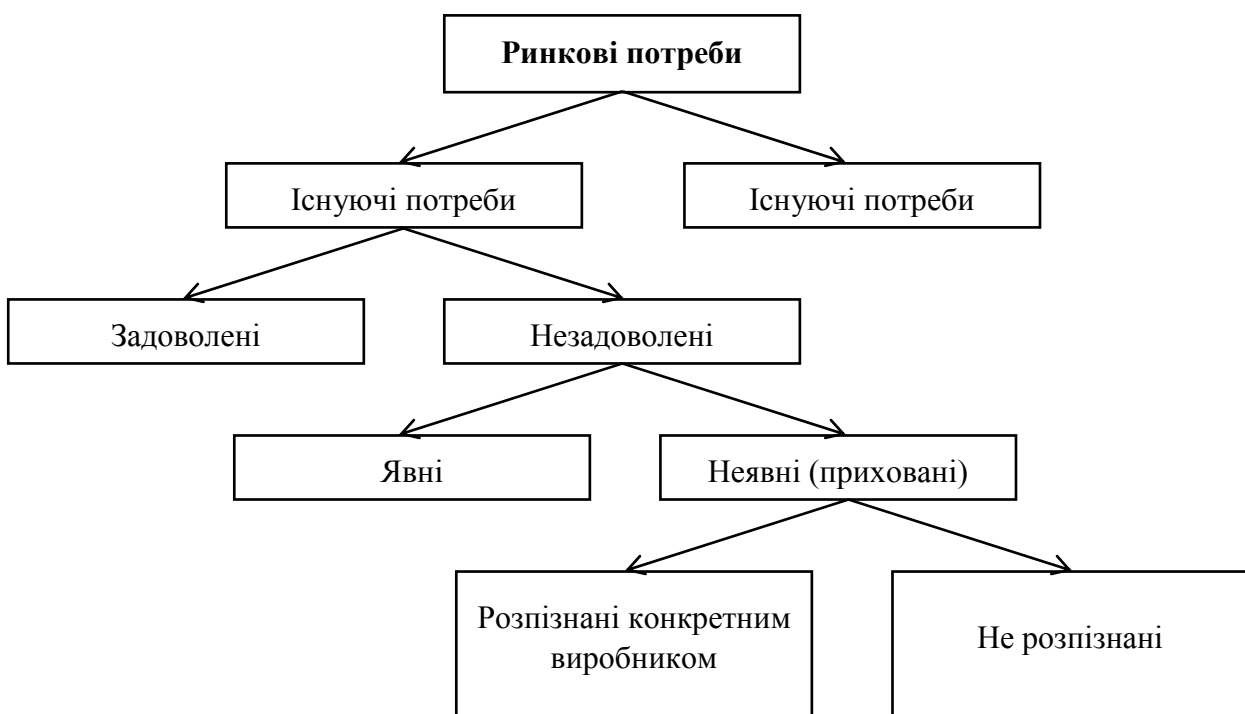 Ринкові потреби
Існуючі потреби
Існуючі потреби
Задоволені
Незадоволені
Явні
Неявні (приховані)
Розпізнані конкретним
виробником
Не розпізнані